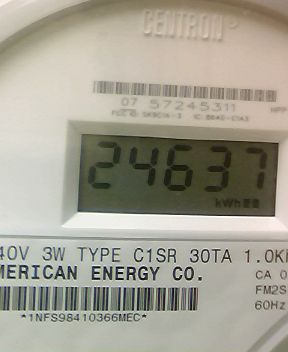 CENTRON
07 57245311
24637
kWh
40V 3W TYPE C1SR 30TA 1.0K
MERICAN ENERGY CO.
CA 0
FM2S
60Hz
*1NFS98410366MEC*